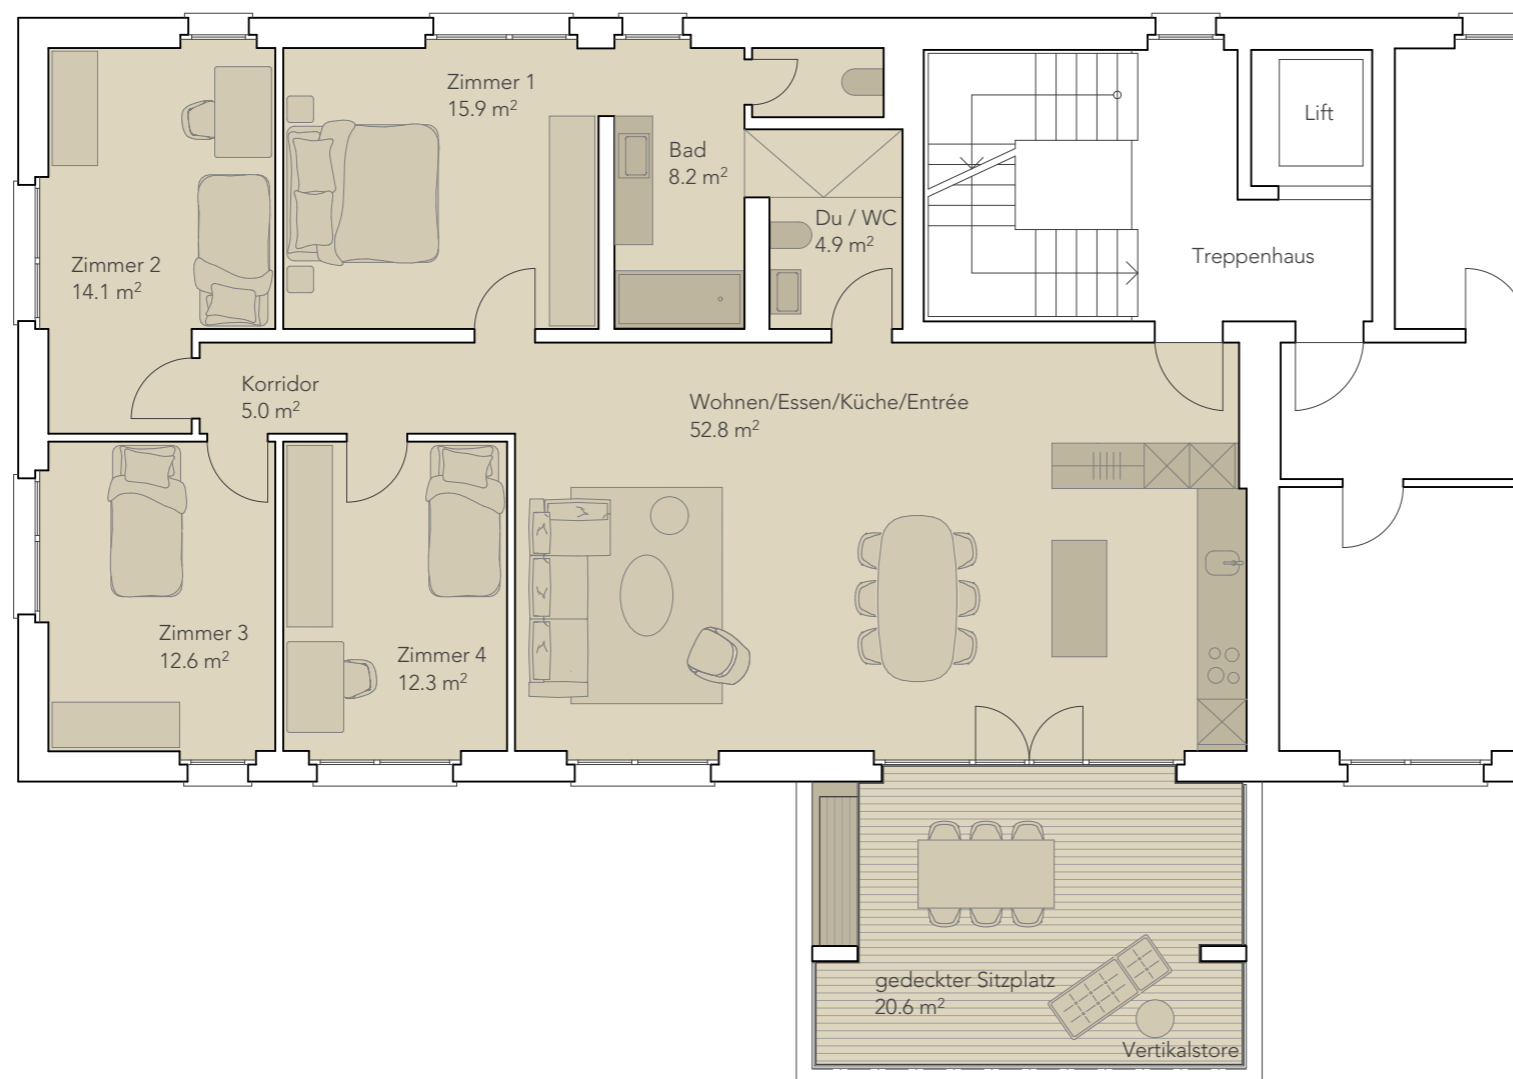 Zimmer 1
15.9 m²
Lift
Bad
8.2 m²
Du / WC
4.9 m²
Zimmer 2
14.1 m²
Treppenhaus
Korridor
5.0 m²
Wohnen/Essen/Küche/Entrée
52.8 m²
Zimmer 3
12.6 m²
Zimmer 4
12.3 m²
gedeckter Sitzplatz
20.6 m²
Vertikalstore